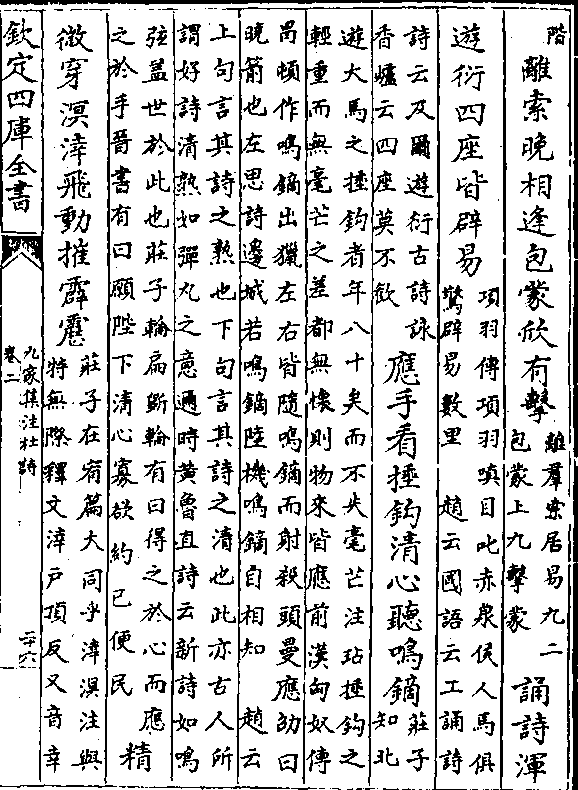 階
離索晚相逢包蒙欣有擊
離羣索居易九二
包蒙上九擊蒙
誦詩渾
遊衍四座皆辟易
項羽傳項羽嗔目叱赤泉侯人馬俱
驚辟易數里　趙云國語云工誦詩
詩云及爾遊衍古詩詠
香爐云四座莫不歡
應手看捶鈎清心聽鳴鏑
莊子
知北
遊大馬之捶鈎者年八十矣而不失毫芒注玷捶鈎之
輕重而無毫芒之差都無懷則物來皆應前漢匈奴傳
冐頓作鳴鏑出獵左右皆隨鳴鏑而射殺頭曼應劭曰
曉箭也左思詩邊城若鳴鏑陸機鳴鏑自相知　趙云
上句言其詩之熟也下句言其詩之清也此亦古人所
謂好詩清熟如彈丸之意邇時黄魯直詩云新詩如鳴
弦盖世於此也莊子輪扁斲輪有曰得之於心而應
之於手晉書有曰願陛下清心寡欲約已便民
精
微穿溟涬飛動摧霹靂
莊子在宥篇大同乎涬溟注與
特無際釋文涬户頂反又音幸
欽定四庫全書
九家集注杜詩
卷二
二十六